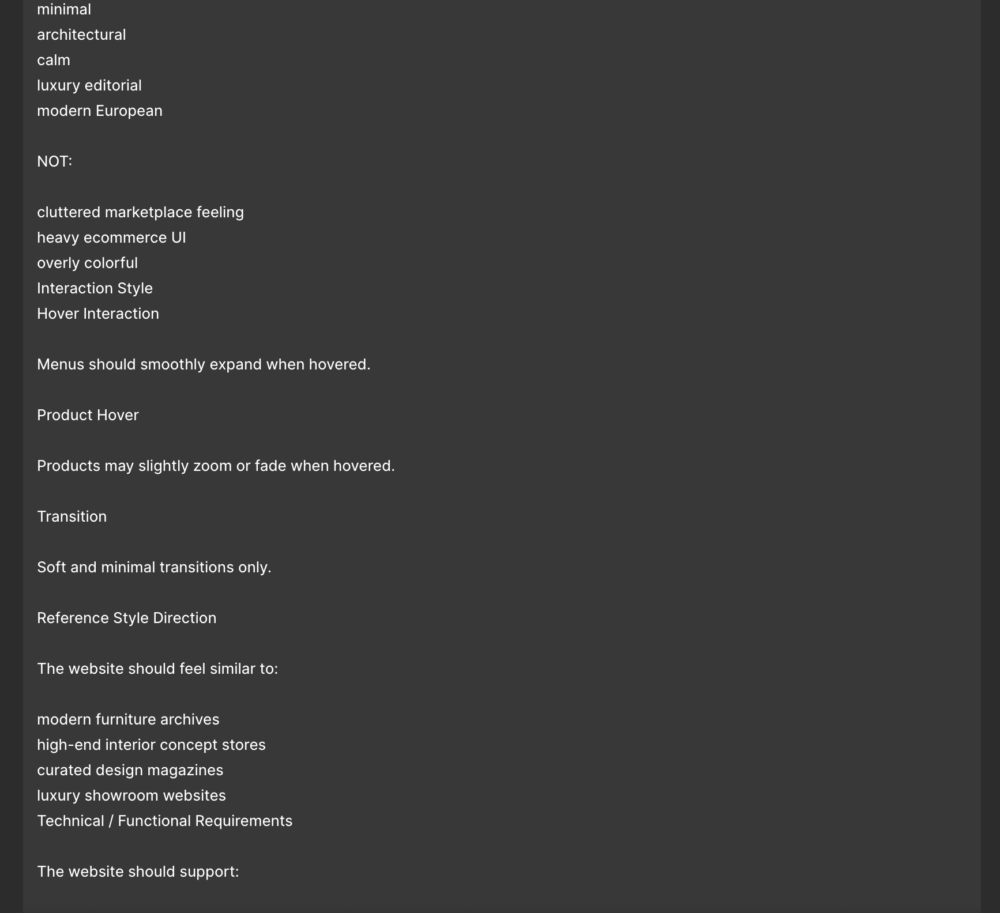 minimal
architectural
calm
luxury editorial
modern European
NOT:
cluttered marketplace feeling
heavy ecommerce UI
overly colorful
Interaction Style
Hover Interaction
Menus should smoothly expand when hovered.
Product Hover
Products may slightly zoom or fade when hovered.
Transition
Soft and minimal transitions only.
Reference Style Direction
The website should feel similar to:
modern furniture archives
high-end interior concept stores
curated design magazines
luxury showroom websites
Technical / Functional Requirements
The website should support: